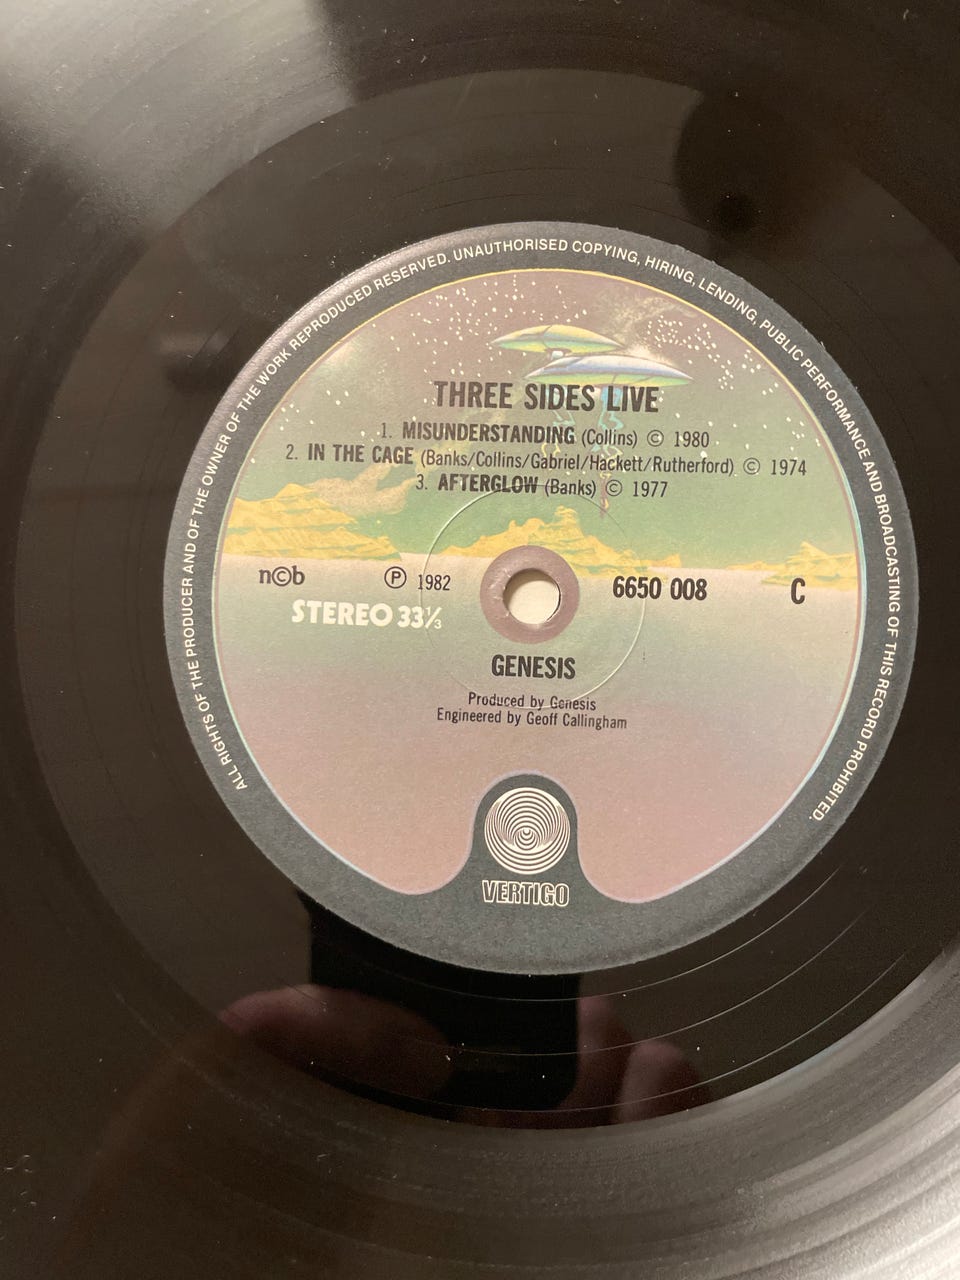 ALL RIGHTS OF THE PRODUCER AND OF THE OWNER OF THE WORK REPRODUCED RESERVED. UNAUTHORISED COPYING, HIRING, LENDING, PUBLIC PERFORMANCE AND BROADCASTING OF THIS RECORD PROHIBITED.
THREE SIDES LIVE
1. MISUNDERSTANDING (Collins) © 1980
2. IN THE CAGE (Banks/Collins/Gabriel/Hackett/Rutherford) © 1974
3. AFTERGLOW (Banks) © 1977
n©b ℗ 1982 6650 008 C
STEREO 33⅓
GENESIS
Produced by Genesis
Engineered by Geoff Callingham
VERTIGO